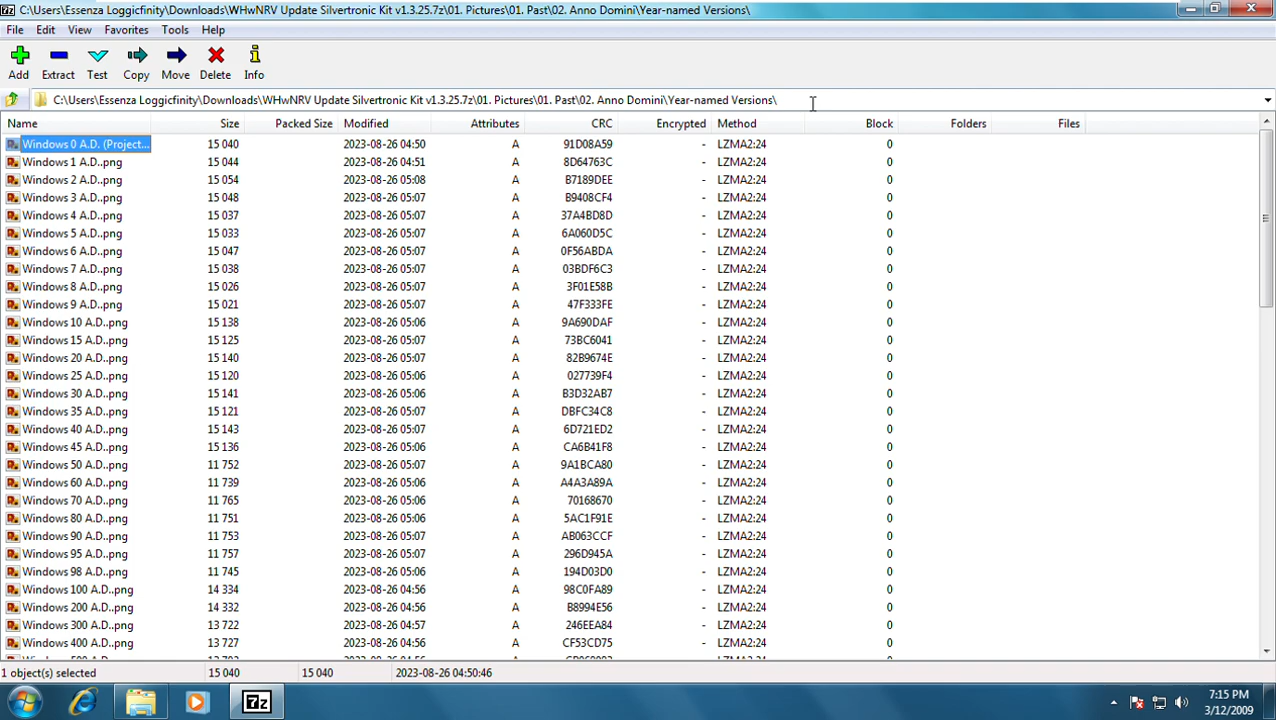 C:\Users\Essenza Loggicfinity\Downloads\WHwNRV Update Silvertronic Kit v1.3.25.7z\01. Pictures\01. Past\02. Anno Domini\Year-named Versions\
File Edit View Favorites Tools Help
Add Extract Test Copy Move Delete Info
C:\Users\Essenza Loggicfinity\Downloads\WHwNRV Update Silvertronic Kit v1.3.25.7z\01. Pictures\01. Past\02. Anno Domini\Year-named Versions\
Name Size Packed Size Modified Attributes CRC Encrypted Method Block Folders Files
Windows 0 A.D. (Project... 15 040 2023-08-26 04:50 A 91D08A59 - LZMA2:24 0
Windows 1 A.D..png 15 044 2023-08-26 04:51 A 8D64763C - LZMA2:24 0
Windows 2 A.D..png 15 054 2023-08-26 05:08 A B7189DEE - LZMA2:24 0
Windows 3 A.D..png 15 048 2023-08-26 05:07 A B9408CF4 - LZMA2:24 0
Windows 4 A.D..png 15 037 2023-08-26 05:07 A 37A4BD8D - LZMA2:24 0
Windows 5 A.D..png 15 033 2023-08-26 05:07 A 6A060D5C - LZMA2:24 0
Windows 6 A.D..png 15 047 2023-08-26 05:07 A 0F56ABDA - LZMA2:24 0
Windows 7 A.D..png 15 038 2023-08-26 05:07 A 03BDF6C3 - LZMA2:24 0
Windows 8 A.D..png 15 026 2023-08-26 05:07 A 3F01E58B - LZMA2:24 0
Windows 9 A.D..png 15 021 2023-08-26 05:07 A 47F333FE - LZMA2:24 0
Windows 10 A.D..png 15 138 2023-08-26 05:06 A 9A690DAF - LZMA2:24 0
Windows 15 A.D..png 15 125 2023-08-26 05:07 A 73BC6041 - LZMA2:24 0
Windows 20 A.D..png 15 140 2023-08-26 05:06 A 82B9674E - LZMA2:24 0
Windows 25 A.D..png 15 120 2023-08-26 05:06 A 027739F4 - LZMA2:24 0
Windows 30 A.D..png 15 141 2023-08-26 05:06 A B3D32AB7 - LZMA2:24 0
Windows 35 A.D..png 15 121 2023-08-26 05:07 A DBFC34C8 - LZMA2:24 0
Windows 40 A.D..png 15 143 2023-08-26 05:07 A 6D721ED2 - LZMA2:24 0
Windows 45 A.D..png 15 136 2023-08-26 05:06 A CA6B41F8 - LZMA2:24 0
Windows 50 A.D..png 11 752 2023-08-26 05:07 A 9A1BCA80 - LZMA2:24 0
Windows 60 A.D..png 11 739 2023-08-26 05:06 A A4A3A89A - LZMA2:24 0
Windows 70 A.D..png 11 765 2023-08-26 05:06 A 70168670 - LZMA2:24 0
Windows 80 A.D..png 11 751 2023-08-26 05:06 A 5AC1F91E - LZMA2:24 0
Windows 90 A.D..png 11 753 2023-08-26 05:07 A AB063CCF - LZMA2:24 0
Windows 95 A.D..png 11 757 2023-08-26 05:07 A 296D945A - LZMA2:24 0
Windows 98 A.D..png 11 745 2023-08-26 05:06 A 194D03D0 - LZMA2:24 0
Windows 100 A.D..png 14 334 2023-08-26 04:56 A 98C0FA89 - LZMA2:24 0
Windows 200 A.D..png 14 332 2023-08-26 04:56 A B8994E56 - LZMA2:24 0
Windows 300 A.D..png 13 722 2023-08-26 04:57 A 246EEA34 - LZMA2:24 0
Windows 400 A.D..png 13 727 2023-08-26 04:56 A CF53CD75 - LZMA2:24 0
1 object(s) selected 15 040 15 040 2023-08-26 04:50:46
7z 7:15 PM
3/12/2009